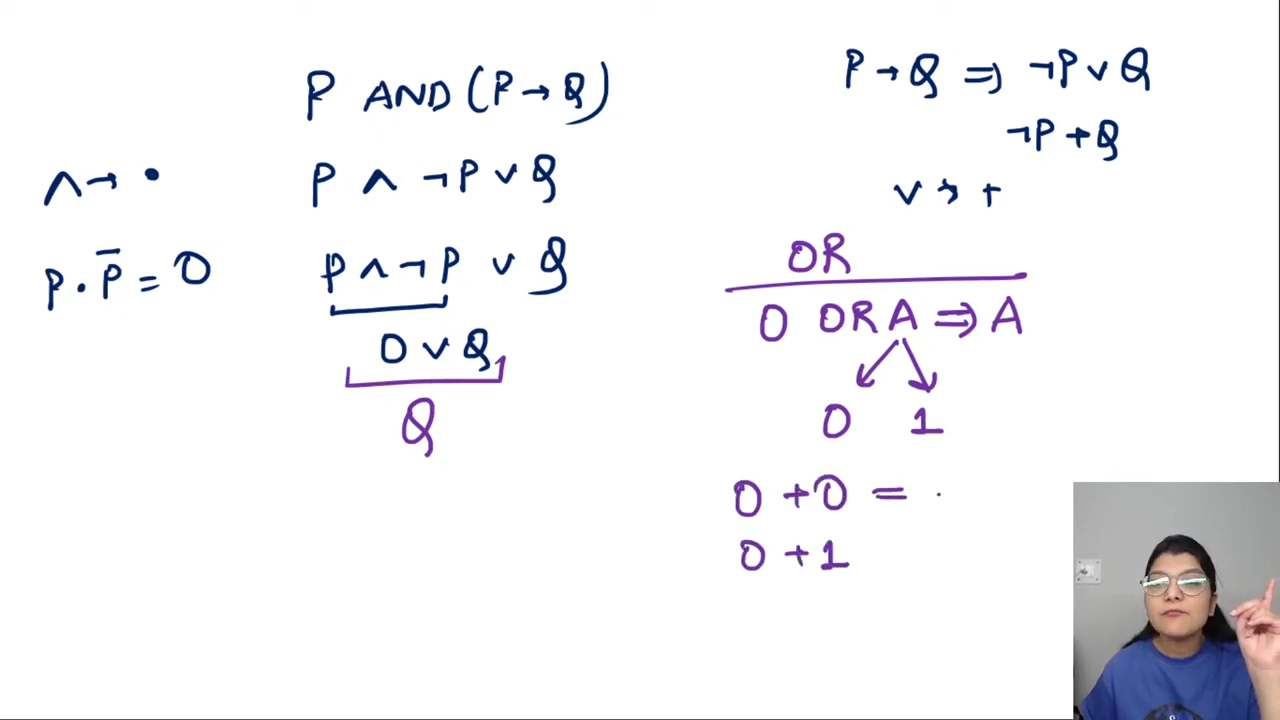 P AND (P → Q)
P ∧ ¬P ∨ Q
P ∧ ¬P ∨ Q
0 ∨ Q
Q
∧ → •
P . P̅ = 0
P → Q ⇒ ¬P ∨ Q
¬P + Q
∨ → +
OR
0 OR A ⇒ A
0 1
0 + 0 =
0 + 1